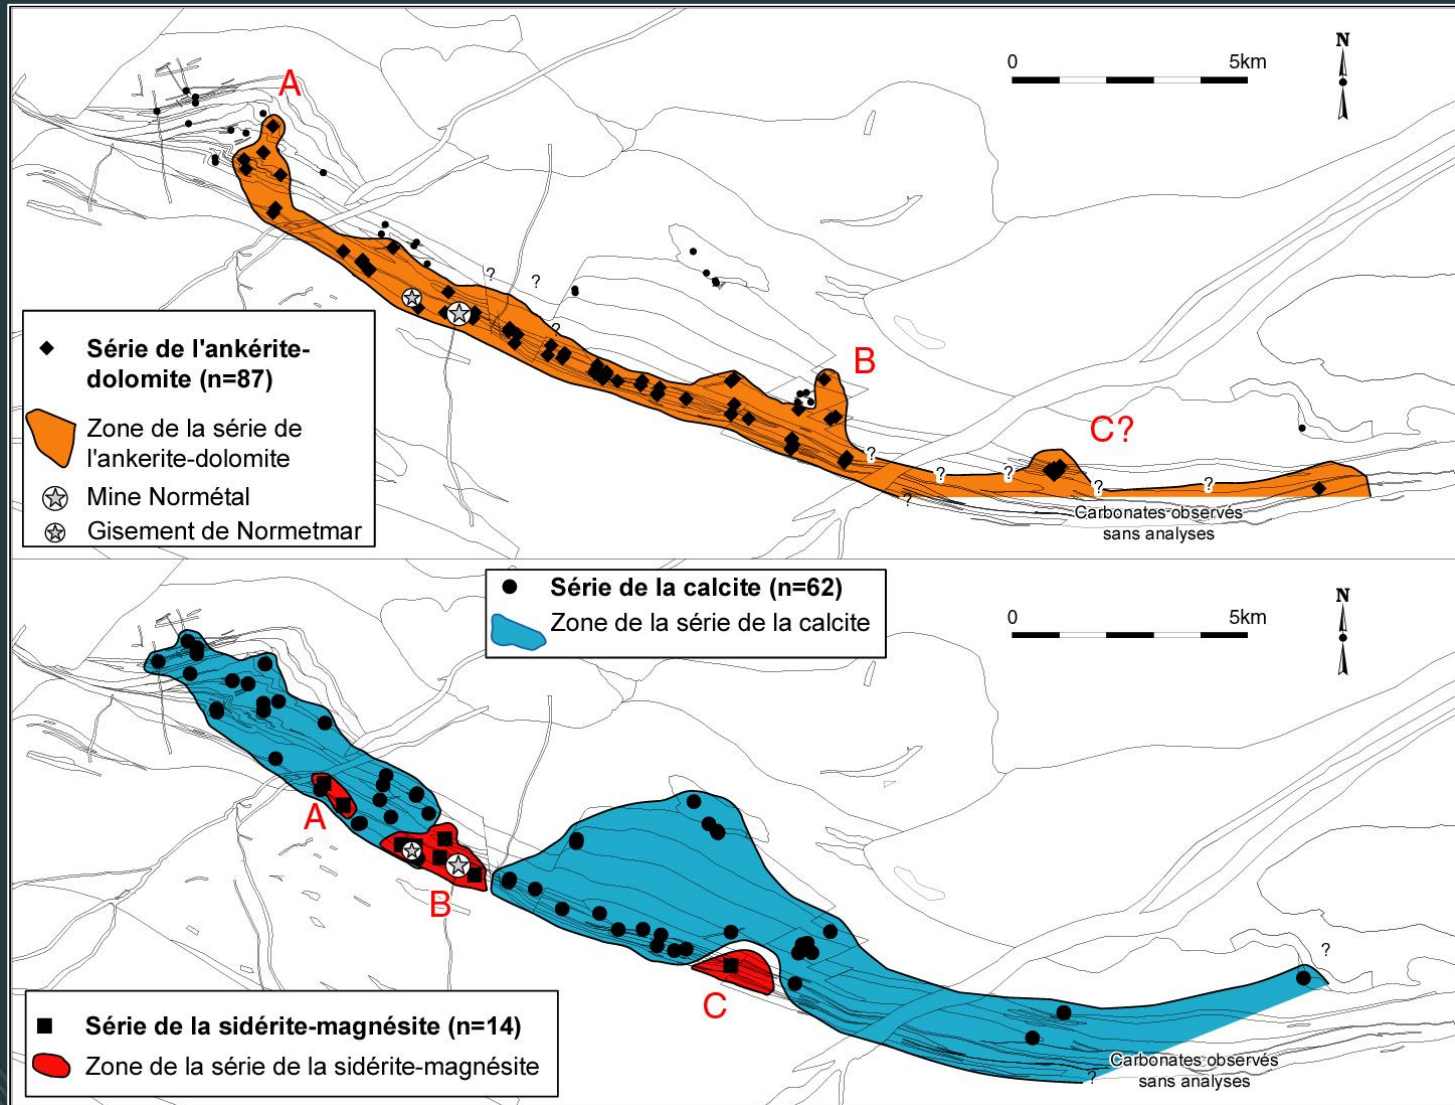 A
0 5km
N
?
?
?
B
C?
?
?
?
?
?
?
Carbonates observés
sans analyses
Série de l'ankérite-
dolomite (n=87)
Zone de la série de
l'ankerite-dolomite
Mine Normétal
Gisement de Normetmar
Série de la calcite (n=62)
Zone de la série de la calcite
0 5km
N
A
B
C
?
?
Carbonates observés
sans analyses
Série de la sidérite-magnésite (n=14)
Zone de la série de la sidérite-magnésite